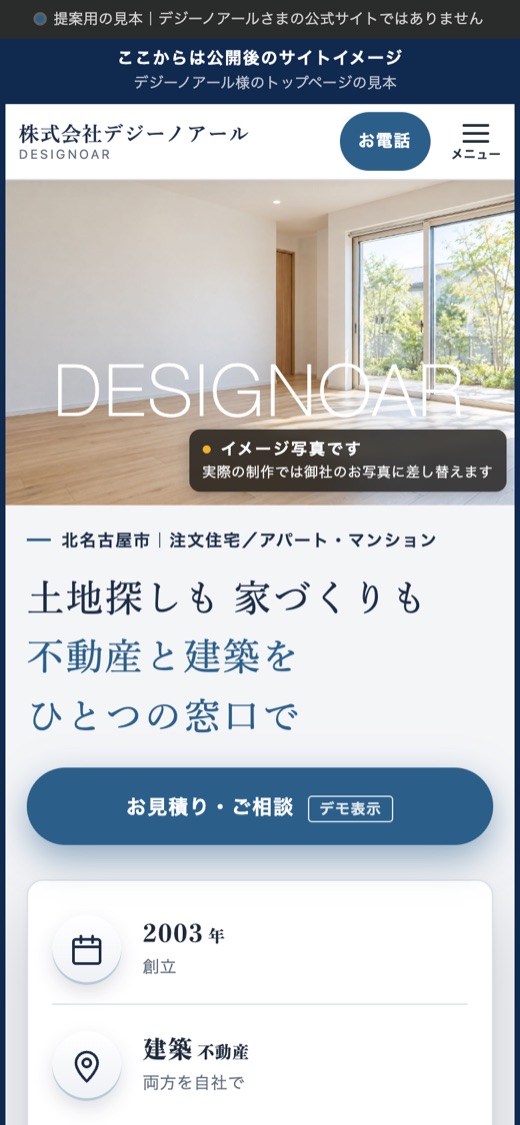 提案用の見本｜デジーノアールさまの公式サイトではありません
ここからは公開後のサイトイメージ
デジーノアール様のトップページの見本
株式会社デジーノアール
DESIGNOAR
お電話
メニュー
DESIGNOAR
イメージ写真です
実際の制作では御社のお写真に差し替えます
北名古屋市｜注文住宅／アパート・マンション
土地探しも 家づくりも
不動産と建築を
ひとつの窓口で
お見積り・ご相談 デモ表示
2003 年
創立
建築 不動産
両方を自社で